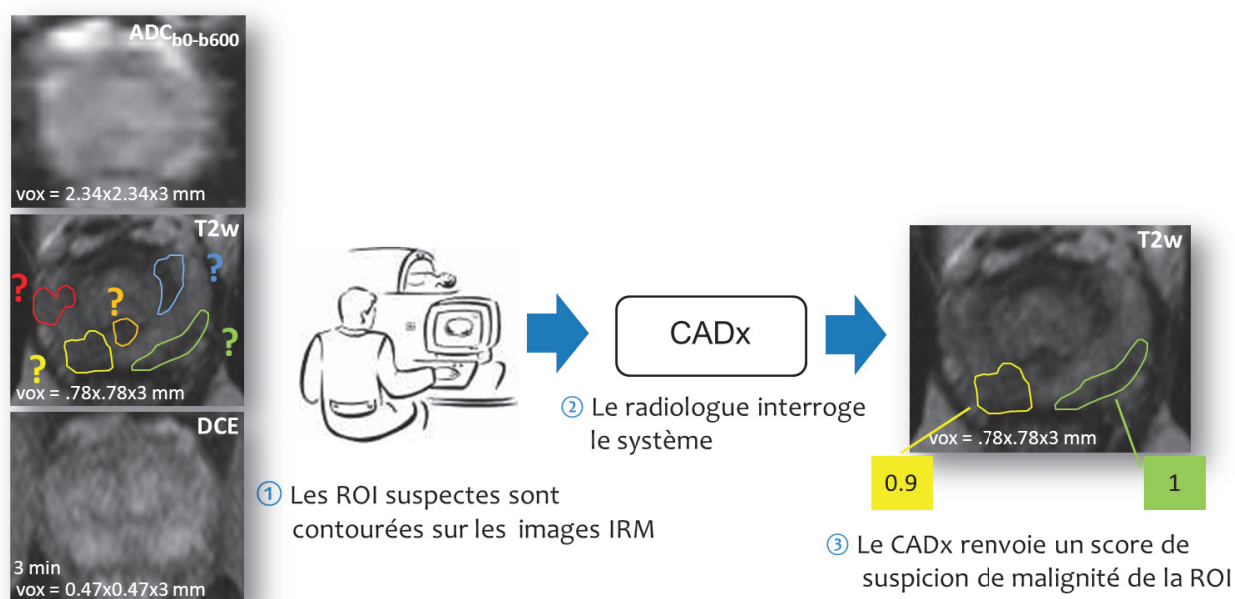 ADCb0-b600
vox = 2.34x2.34x3 mm
T2w
?
?
?
?
?
vox = .78x.78x3 mm
DCE
3 min
vox = 0.47x0.47x3 mm
① Les ROI suspectes sont
contourées sur les images IRM
CADx
② Le radiologue interroge
le système
T2w
vox = .78x.78x3 mm
0.9
1
③ Le CADx renvoie un score de
suspicion de malignité de la ROI